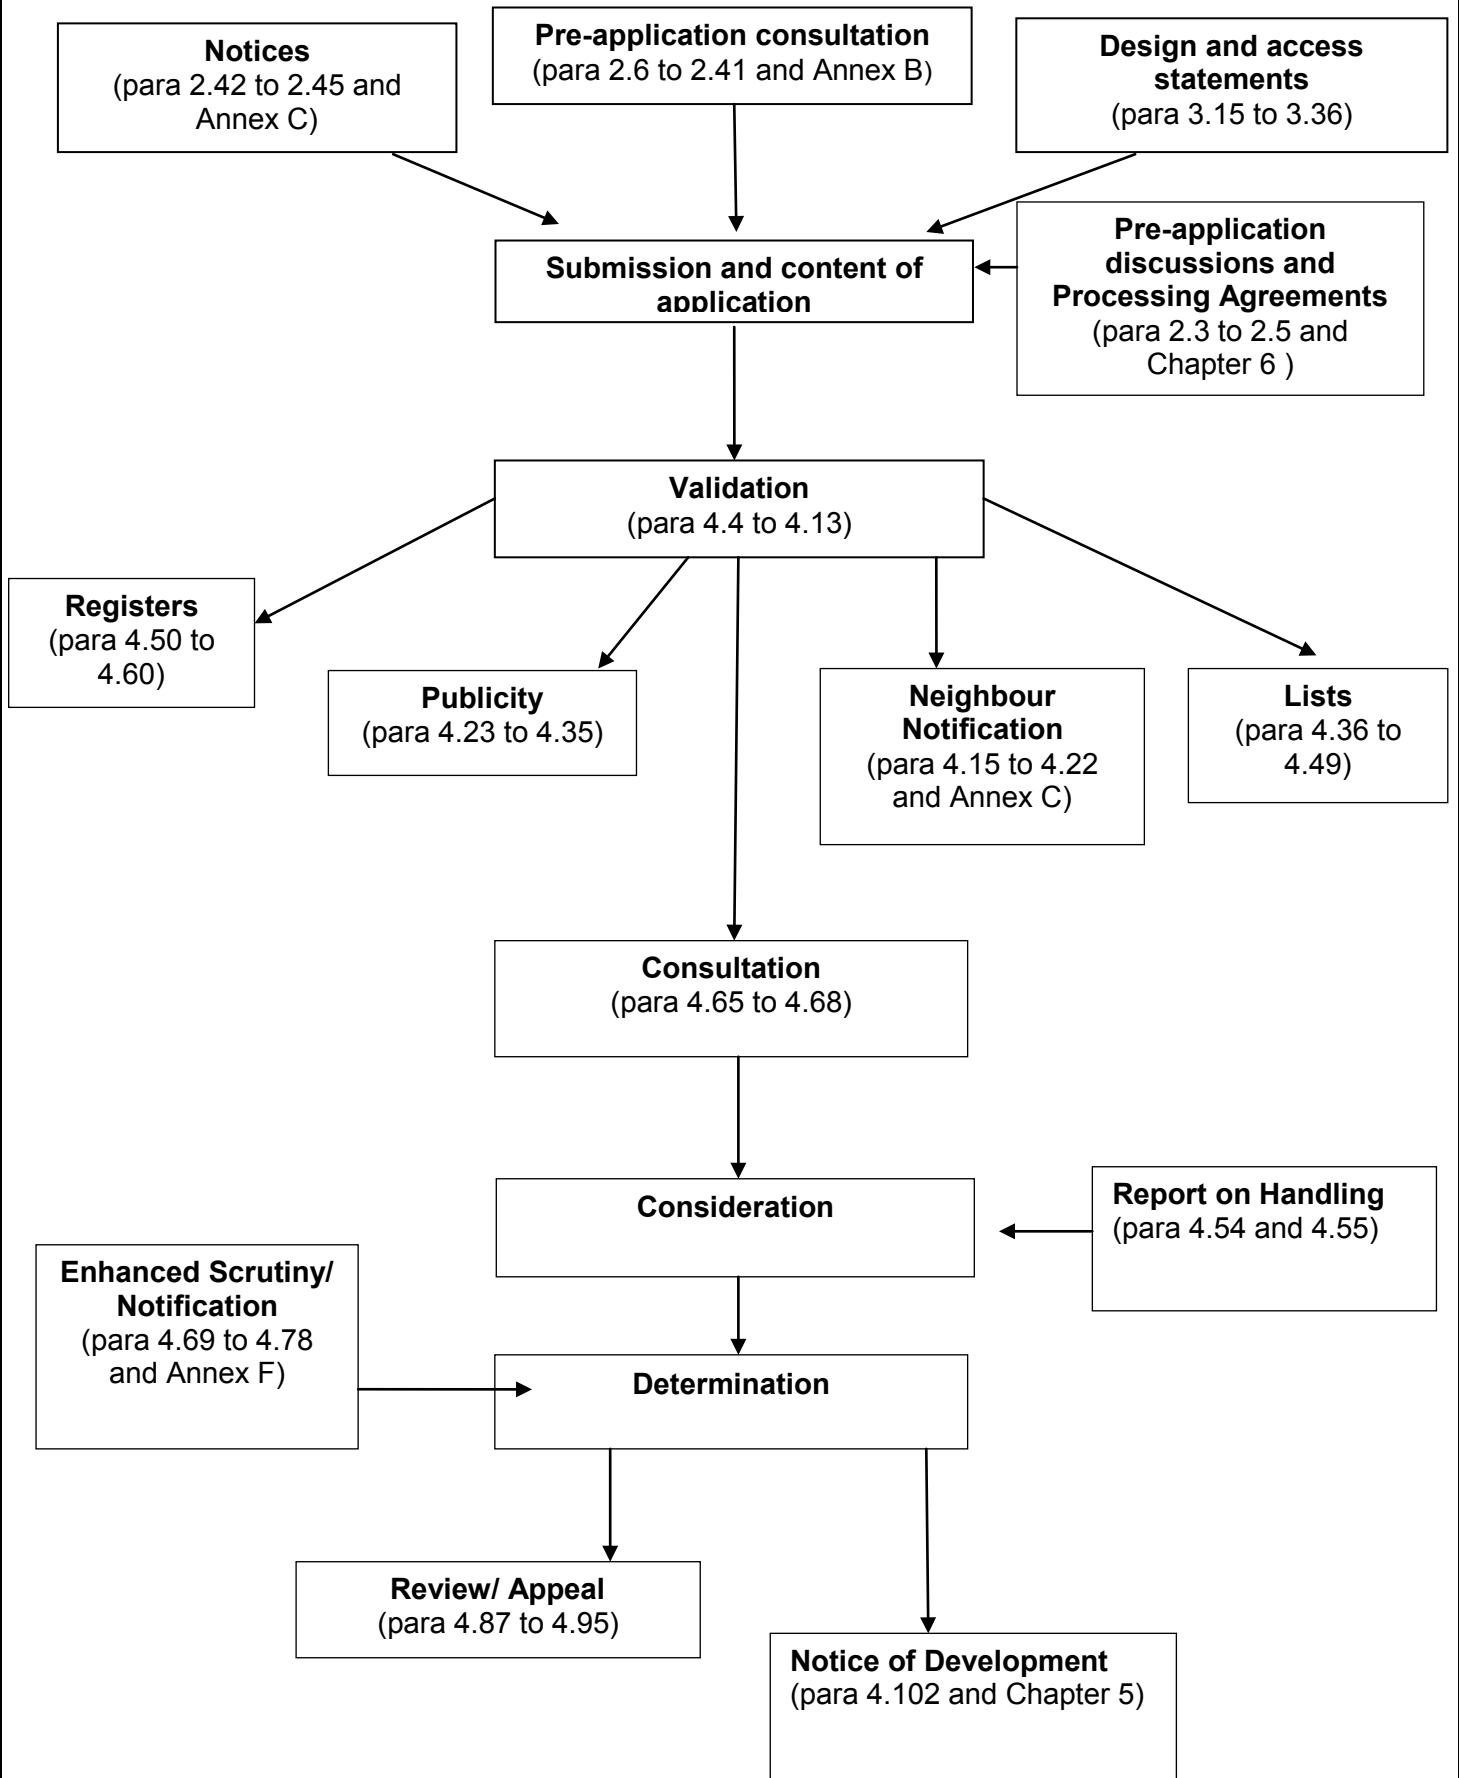 Notices
(para 2.42 to 2.45 and
Annex C)
Pre-application consultation
(para 2.6 to 2.41 and Annex B)
Design and access
statements
(para 3.15 to 3.36)
Submission and content of
application
Pre-application
discussions and
Processing Agreements
(para 2.3 to 2.5 and
Chapter 6 )
Validation
(para 4.4 to 4.13)
Registers
(para 4.50 to
4.60)
Publicity
(para 4.23 to 4.35)
Neighbour
Notification
(para 4.15 to 4.22
and Annex C)
Lists
(para 4.36 to
4.49)
Consultation
(para 4.65 to 4.68)
Consideration
Report on Handling
(para 4.54 and 4.55)
Enhanced Scrutiny/
Notification
(para 4.69 to 4.78
and Annex F)
Determination
Review/ Appeal
(para 4.87 to 4.95)
Notice of Development
(para 4.102 and Chapter 5)